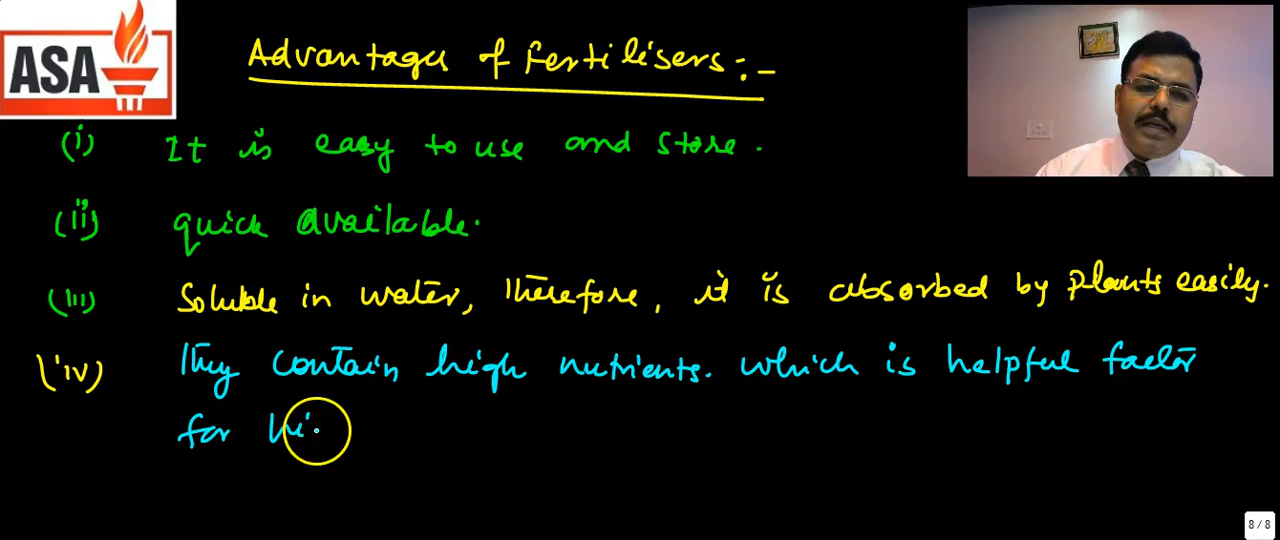 ASA
Advantages of Fertilisers:-
(i) It is easy to use and store.
(ii) quick available.
(iii) Soluble in water, Therefore, it is absorbed by plants easily.
(iv) They contain high nutrients. which is helpful factor
for hi
8/8